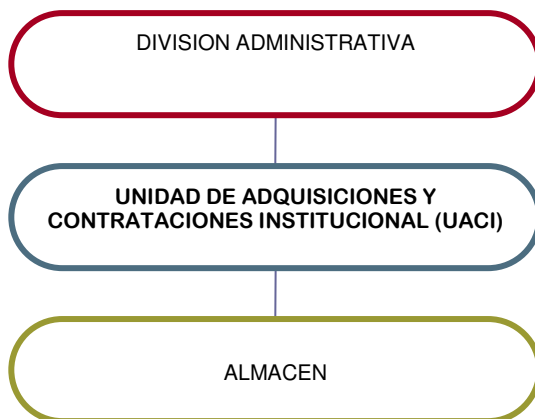 DIVISION ADMINISTRATIVA
UNIDAD DE ADQUISICIONES Y
CONTRATACIONES INSTITUCIONAL (UACI)
ALMACEN